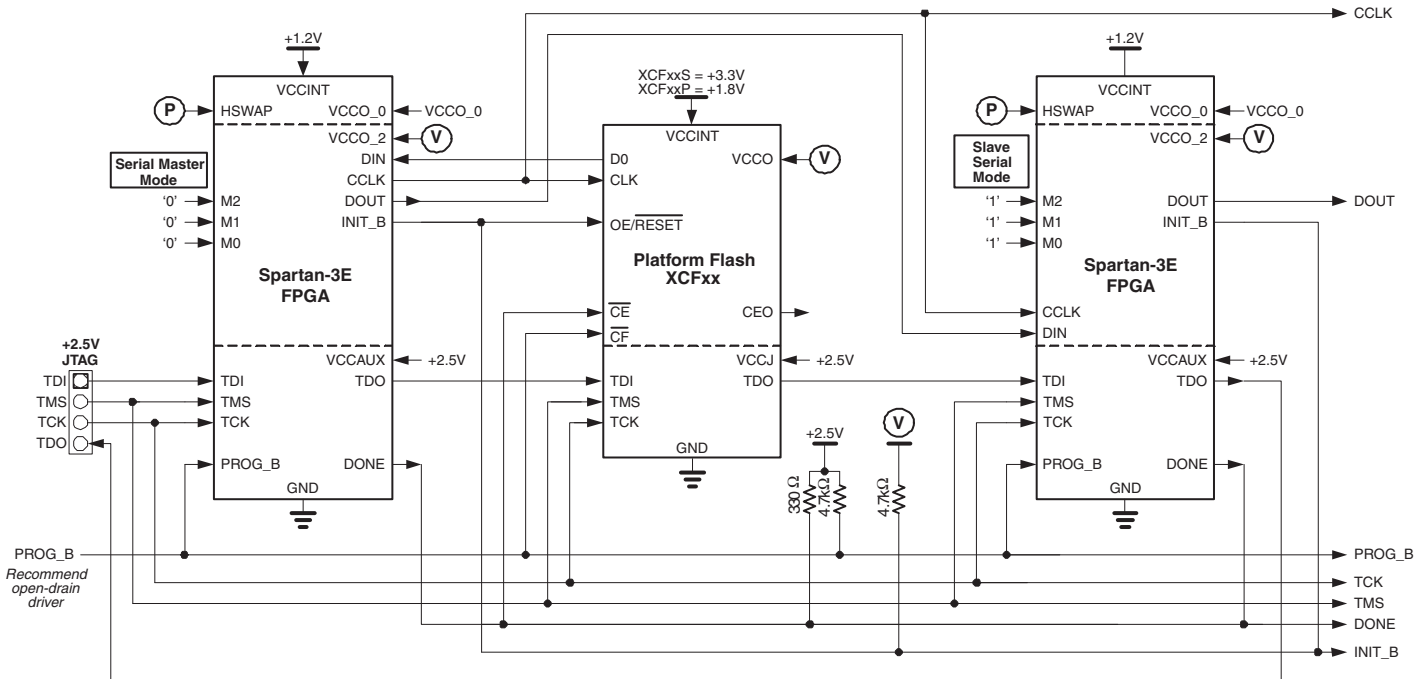 CCLK
+1.2V
VCCINT
P
HSWAP
VCCO_0
VCCO_0
VCCO_2
V
Serial Master
Mode
DIN
CCLK
DOUT
INIT_B
'0'
M2
'0'
M1
'0'
M0
Spartan-3E
FPGA
VCCAUX
+2.5V
TDO
TDI
TMS
TCK
PROG_B
DONE
GND
+2.5V
JTAG
TDI
TMS
TCK
TDO
XCFxxS = +3.3V
XCFxxP = +1.8V
VCCINT
D0
VCCO
V
CLK
OE/RESET
Platform Flash
XCFxx
CE
CEO
CF
VCCJ
+2.5V
TDI
TDO
TMS
TCK
GND
+2.5V
330 Ω
4.7kΩ
V
4.7kΩ
+1.2V
VCCINT
P
HSWAP
VCCO_0
VCCO_0
VCCO_2
V
Slave
Serial
Mode
'1'
M2
'1'
M1
'1'
M0
DOUT
DOUT
INIT_B
Spartan-3E
FPGA
CCLK
DIN
VCCAUX
+2.5V
TDI
TDO
TMS
TCK
PROG_B
DONE
GND
PROG_B
Recommend
open-drain
driver
PROG_B
TCK
TMS
DONE
INIT_B